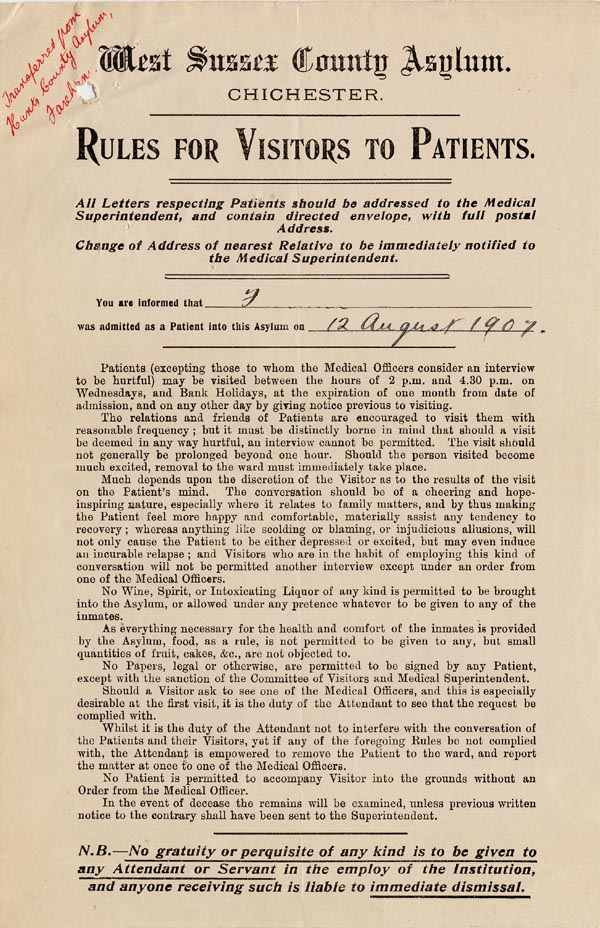 Transferred from
Hants County Asylum,
Fareham.
West Sussex County Asylum.
CHICHESTER.
RULES FOR VISITORS TO PATIENTS.
All Letters respecting Patients should be addressed to the Medical
Superintendent, and contain directed envelope, with full postal
Address.
Change of Address of nearest Relative to be immediately notified to
the Medical Superintendent.
You are informed that
was admitted as a Patient into this Asylum on 12 August 1907.
Patients (excepting those to whom the Medical Officers consider an interview
to be hurtful) may be visited between the hours of 2 p.m. and 4.30 p.m. on
Wednesdays, and Bank Holidays, at the expiration of one month from date of
admission, and on any other day by giving notice previous to visiting.
The relations and friends of Patients are encouraged to visit them with
reasonable frequency ; but it must be distinctly borne in mind that should a visit
be deemed in any way hurtful, an interview cannot be permitted. The visit should
not generally be prolonged beyond one hour. Should the person visited become
much excited, removal to the ward must immediately take place.
Much depends upon the discretion of the Visitor as to the results of the visit
on the Patient's mind. The conversation should be of a cheering and hope-
inspiring nature, especially where it relates to family matters, and by thus making
the Patient feel more happy and comfortable, materially assist any tendency to
recovery ; whereas anything like scolding or blaming, or injudicious allusions, will
not only cause the Patient to be either depressed or excited, but may even induce
an incurable relapse ; and Visitors who are in the habit of employing this kind of
conversation will not be permitted another interview except under an order from
one of the Medical Officers.
No Wine, Spirit, or Intoxicating Liquor of any kind is permitted to be brought
into the Asylum, or allowed under any pretence whatever to be given to any of the
inmates.
As everything necessary for the health and comfort of the inmates is provided
by the Asylum, food, as a rule, is not permitted to be given to any, but small
quantities of fruit, cakes, &c., are not objected to.
No Papers, legal or otherwise, are permitted to be signed by any Patient,
except with the sanction of the Committee of Visitors and Medical Superintendent.
Should a Visitor ask to see one of the Medical Officers, and this is especially
desirable at the first visit, it is the duty of the Attendant to see that the request be
complied with.
Whilst it is the duty of the Attendant not to interfere with the conversation of
the Patients and their Visitors, yet if any of the foregoing Rules be not complied
with, the Attendant is empowered to remove the Patient to the ward, and report
the matter at once to one of the Medical Officers.
No Patient is permitted to accompany Visitor into the grounds without an
Order from the Medical Officer.
In the event of decease the remains will be examined, unless previous written
notice to the contrary shall have been sent to the Superintendent.
N.B.—No gratuity or perquisite of any kind is to be given to
any Attendant or Servant in the employ of the Institution,
and anyone receiving such is liable to immediate dismissal.